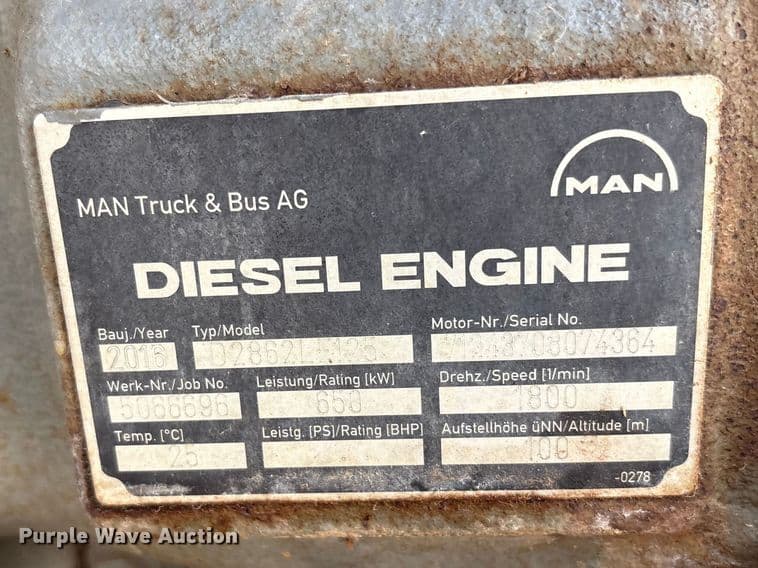 MAN
MAN Truck & Bus AG
DIESEL ENGINE
Bauj./Year Typ/Model Motor-Nr./Serial No.
2016
Werk-Nr./Job No. Leistung/Rating [kW] Drehz./Speed [1/min]
5066696 650 1800
Temp. [°C] Leistg. [PS]/Rating [BHP] Aufstellhöhe üNN/Altitude [m]
25 100
-0278
Purple Wave Auction